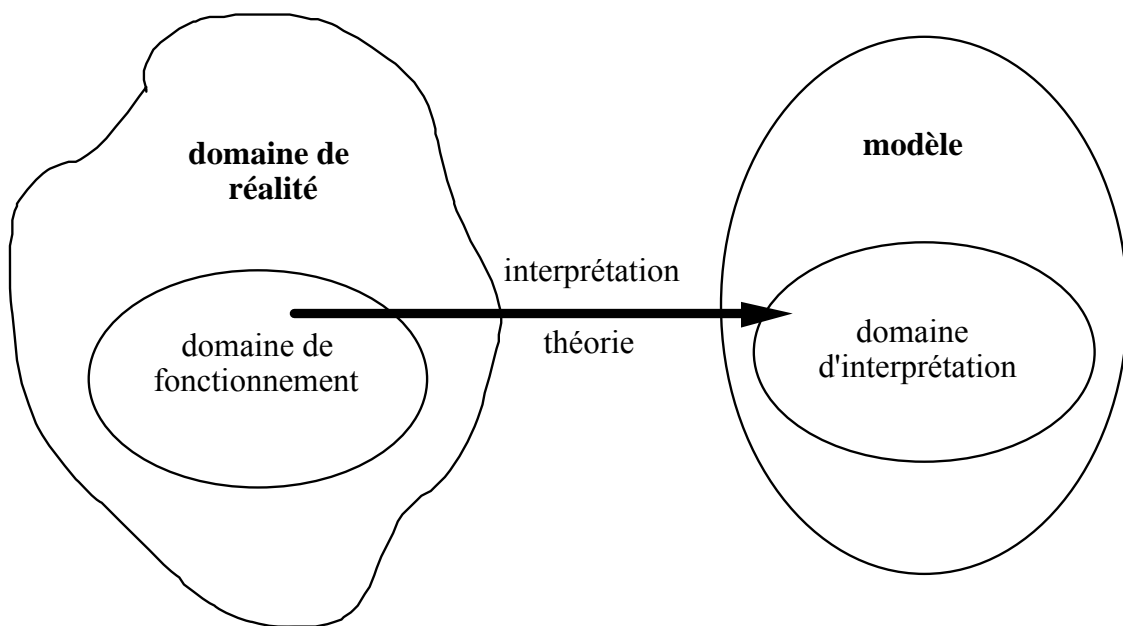 domaine de
réalité
modèle
interprétation
théorie
domaine de
fonctionnement
domaine
d'interprétation